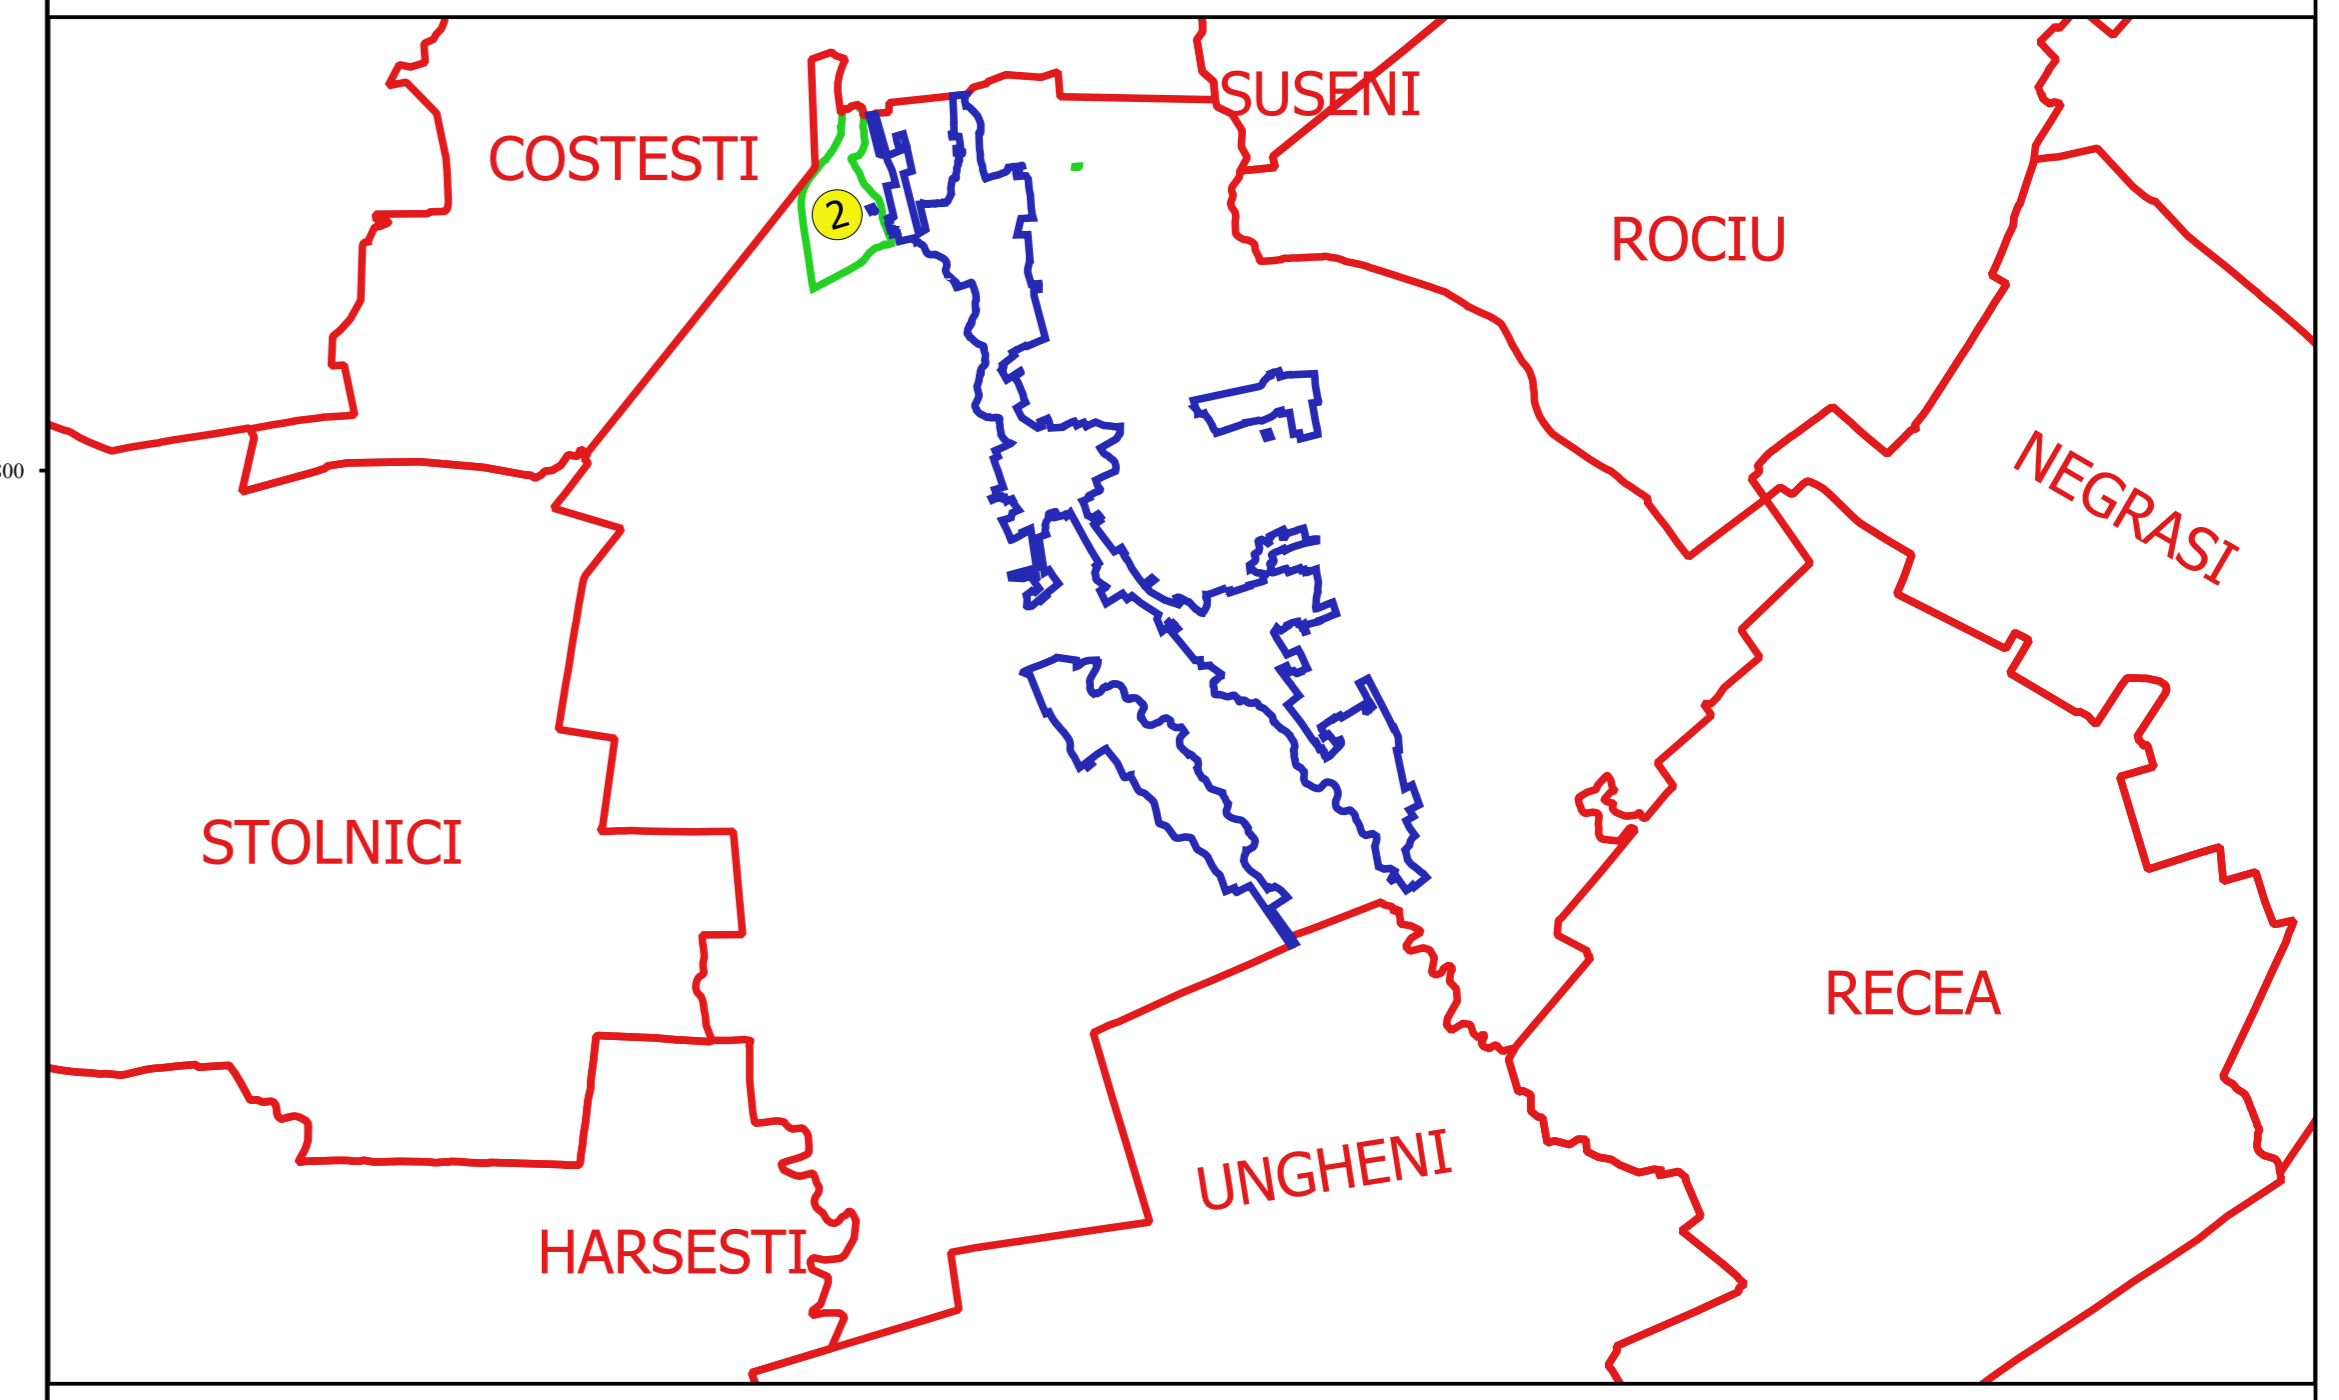 SUSENI
COSTESTI
2
ROCIU
NEGRASI
STOLNICI
RECEA
UNGHENI
HARSESTI